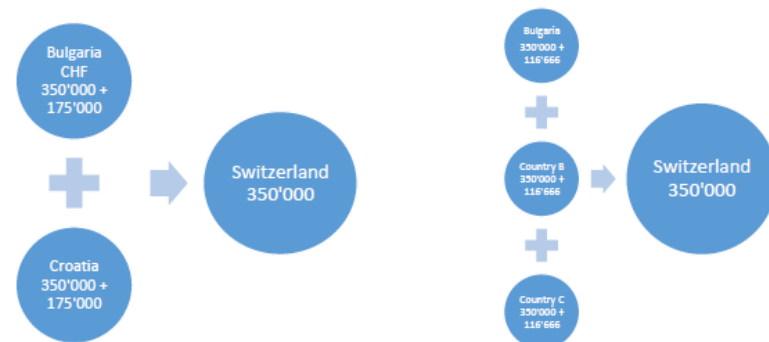 Bulgaria
CHF
350'000 +
175'000
Switzerland
350'000
Croatia
350'000 +
175'000
Bulgaria
350'000 +
116'666
Country B
350'000 +
116'666
Switzerland
350'000
Country C
350'000 +
116'666